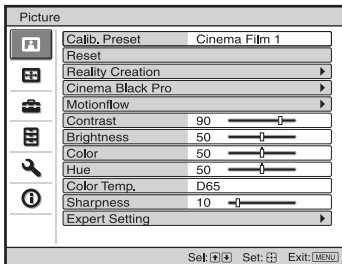 Picture
Calib. Preset Cinema Film 1
Reset
Reality Creation
Cinema Black Pro
Motionflow
Contrast 90
Brightness 50
Color 50
Hue 50
Color Temp. D65
Sharpness 10
Expert Setting
Sel: Set: Exit: MENU